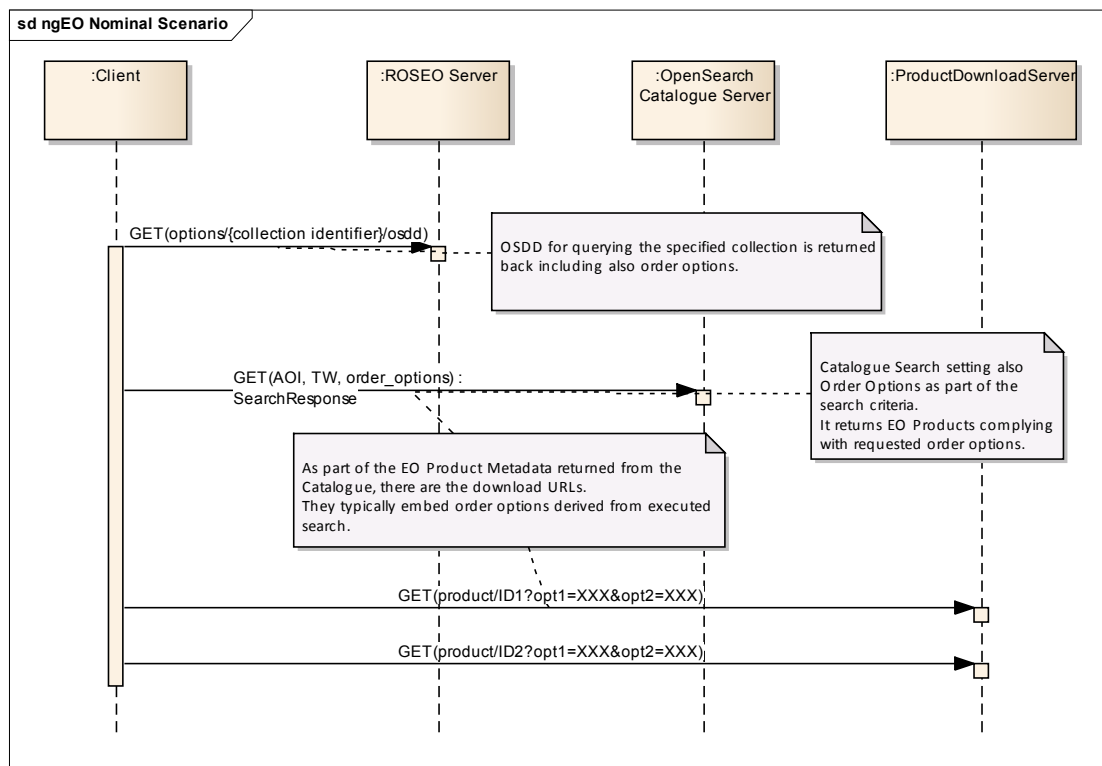 sd ngEO Nominal Scenario
:Client
:ROSEO Server
:OpenSearch
Catalogue Server
:ProductDownloadServer
GET(options/{collection identifier}/osdd)
OSDD for querying the specified collection is returned
back including also order options.
GET(AOI, TW, order_options) :
SearchResponse
Catalogue Search setting also
Order Options as part of the
search criteria.
It returns EO Products complying
with requested order options.
As part of the EO Product Metadata returned from the
Catalogue, there are the download URLs.
They typically embed order options derived from executed
search.
GET(product/ID1?opt1=XXX&opt2=XXX)
GET(product/ID2?opt1=XXX&opt2=XXX)